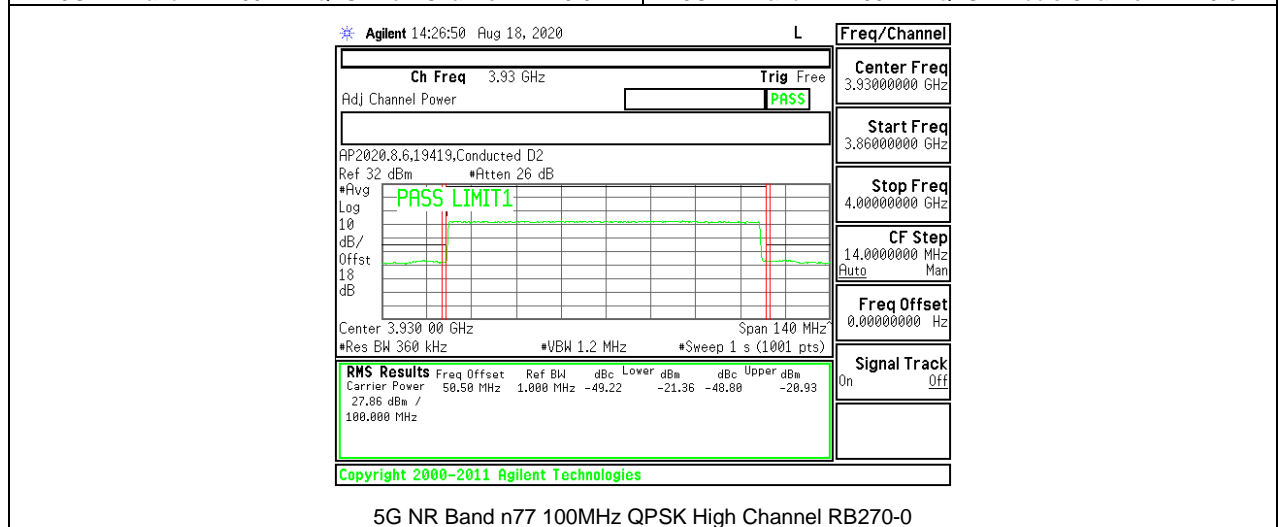 Agilent 14:26:50 Aug 18, 2020 L
Freq/Channel
Ch Freq 3.93 GHz Trig Free
Adj Channel Power PASS
AP2020.8.6,19419,Conducted D2
Ref 32 dBm #Atten 26 dB
#Avg
Log
10
dB/
Offst
18
dB
PASS LIMIT1
Center 3.930 00 GHz Span 140 MHz^
#Res BW 360 kHz #VBW 1.2 MHz #Sweep 1 s (1001 pts)
RMS Results Freq Offset Ref BW dBc Lower dBm dBc Upper dBm
Carrier Power 50.50 MHz 1.000 MHz -49.22 -21.36 -48.80 -20.93
27.86 dBm /
100.000 MHz
Center Freq
3.93000000 GHz
Start Freq
3.86000000 GHz
Stop Freq
4.00000000 GHz
CF Step
14.0000000 MHz
Auto Man
Freq Offset
0.00000000 Hz
Signal Track
On Off
Copyright 2000-2011 Agilent Technologies
5G NR Band n77 100MHz QPSK High Channel RB270-0